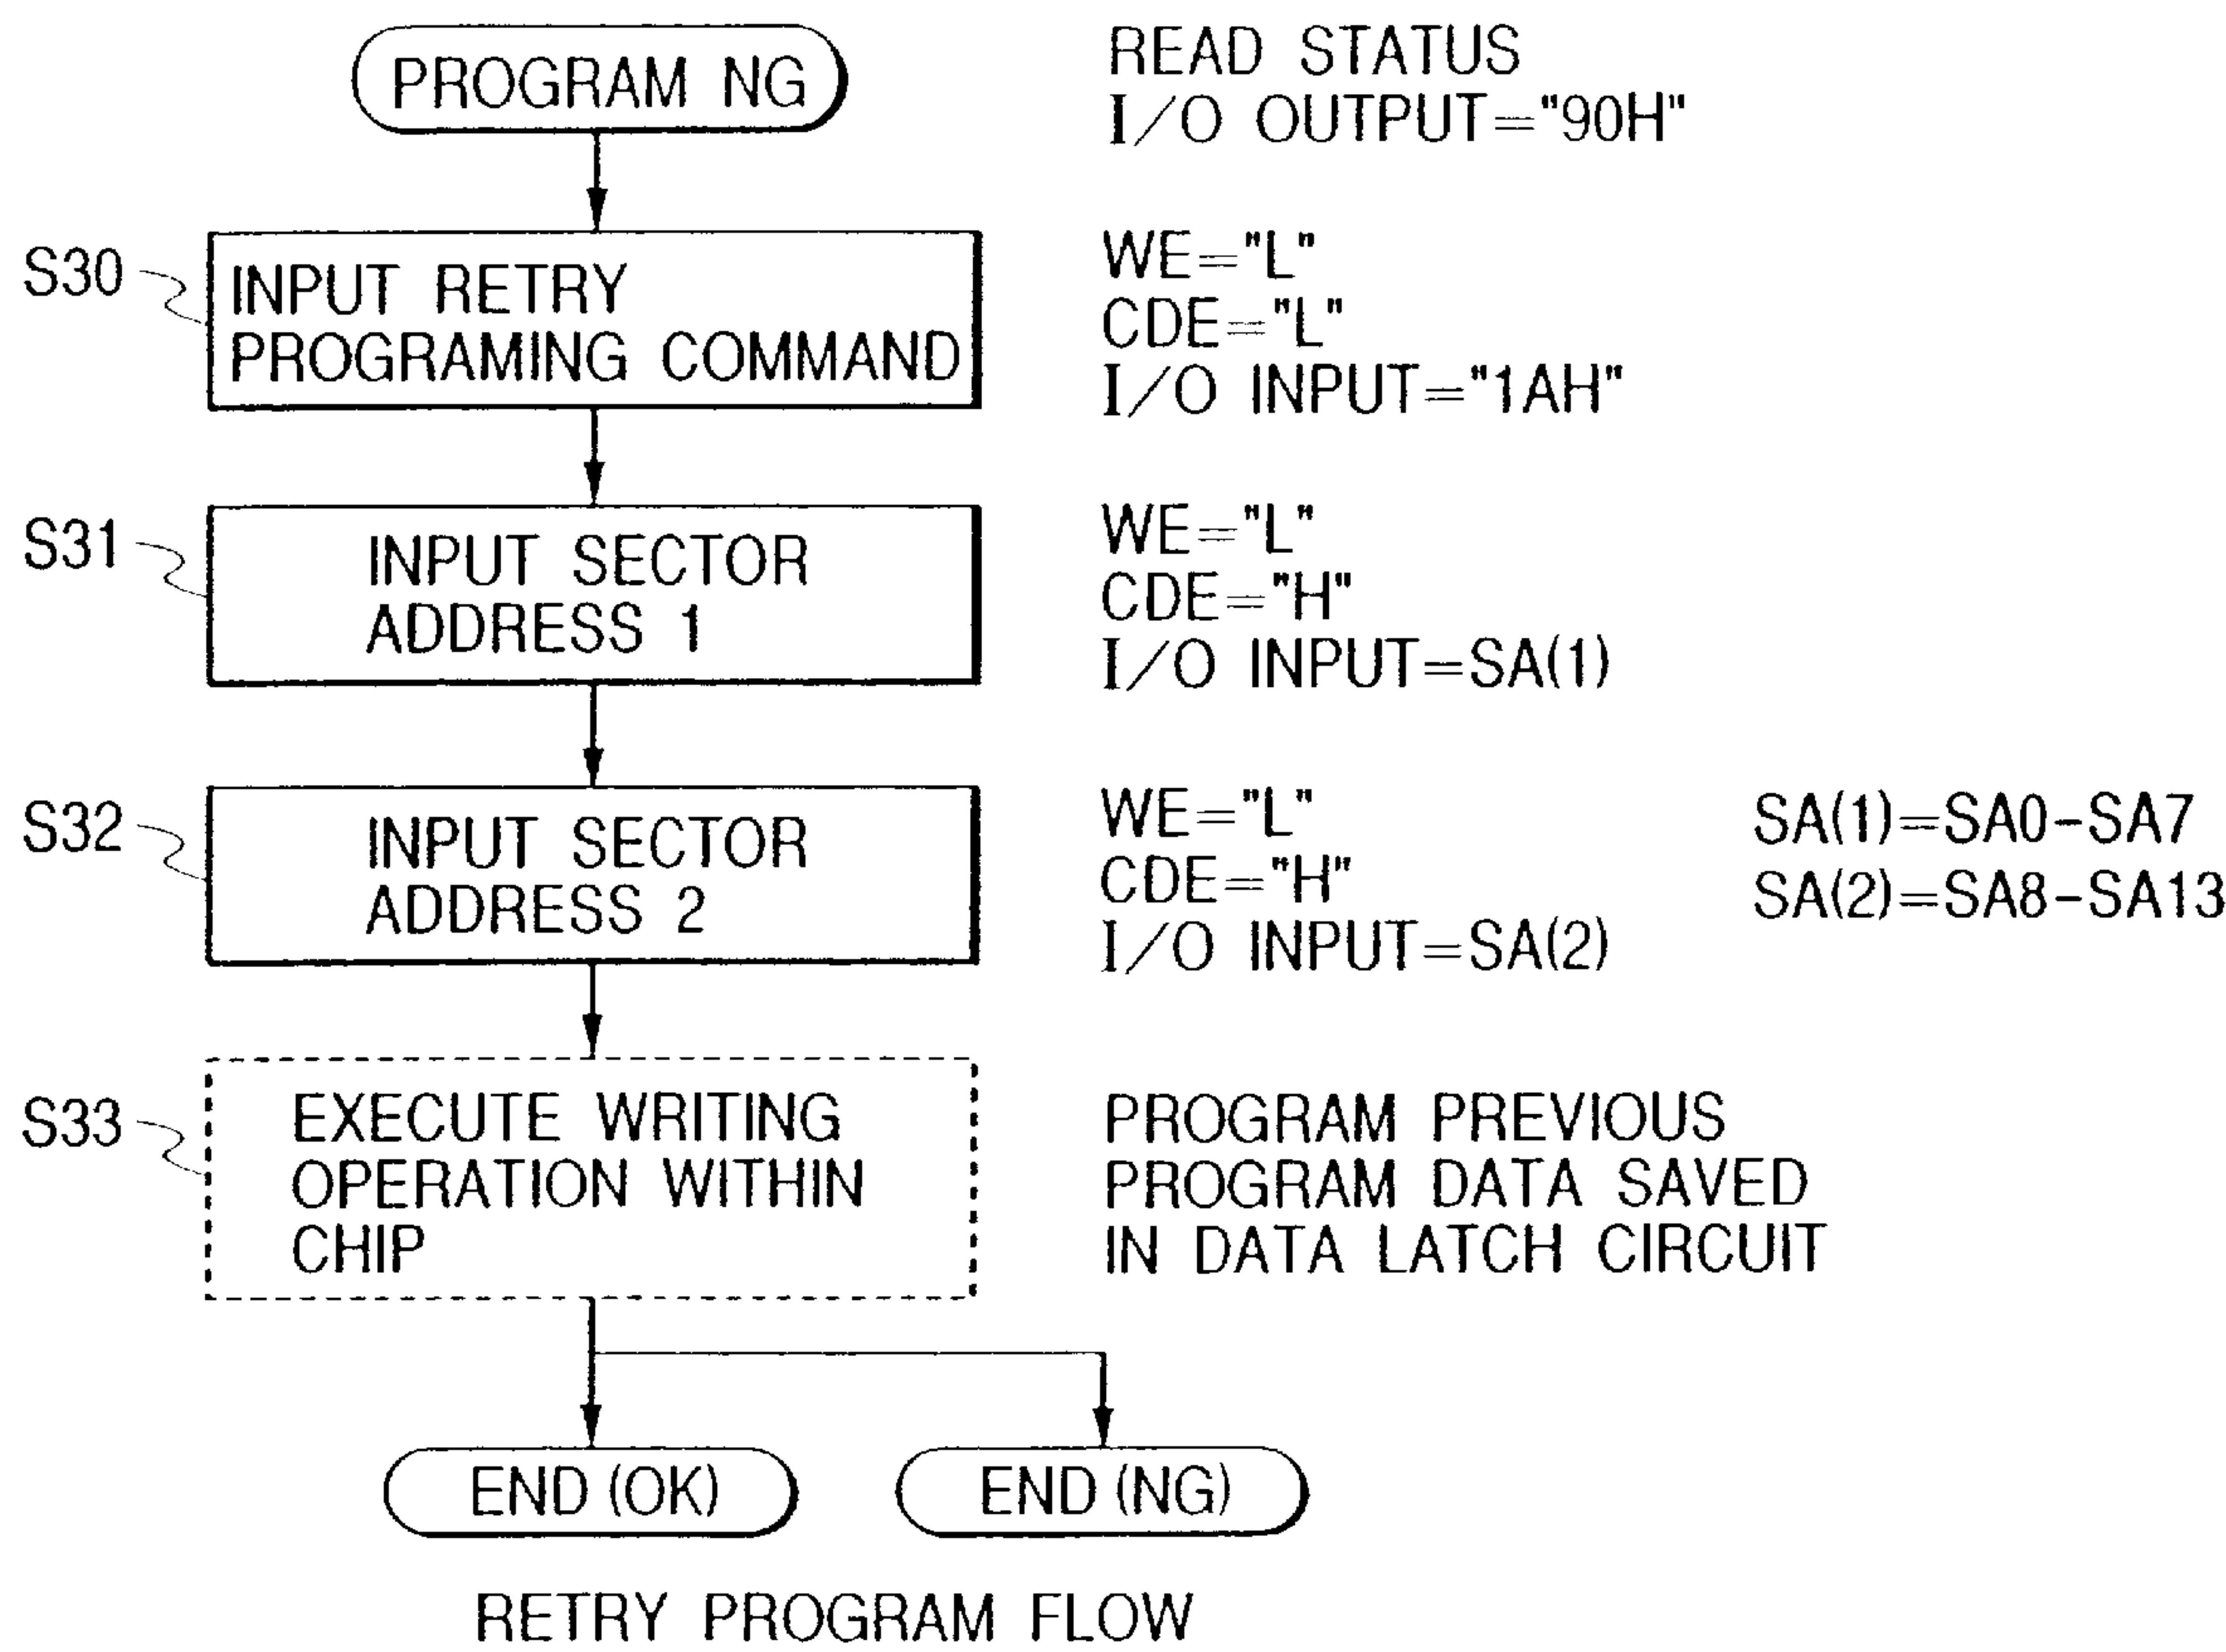 PROGRAM NG
READ STATUS
I/O OUTPUT="90H"
S30
INPUT RETRY
PROGRAMING COMMAND
WE="L"
CDE="L"
I/O INPUT="1AH"
S31
INPUT SECTOR
ADDRESS 1
WE="L"
CDE="H"
I/O INPUT=SA(1)
S32
INPUT SECTOR
ADDRESS 2
WE="L"
CDE="H"
I/O INPUT=SA(2)
SA(1)=SA0-SA7
SA(2)=SA8-SA13
S33
EXECUTE WRITING
OPERATION WITHIN
CHIP
PROGRAM PREVIOUS
PROGRAM DATA SAVED
IN DATA LATCH CIRCUIT
END (OK)
END (NG)
RETRY PROGRAM FLOW